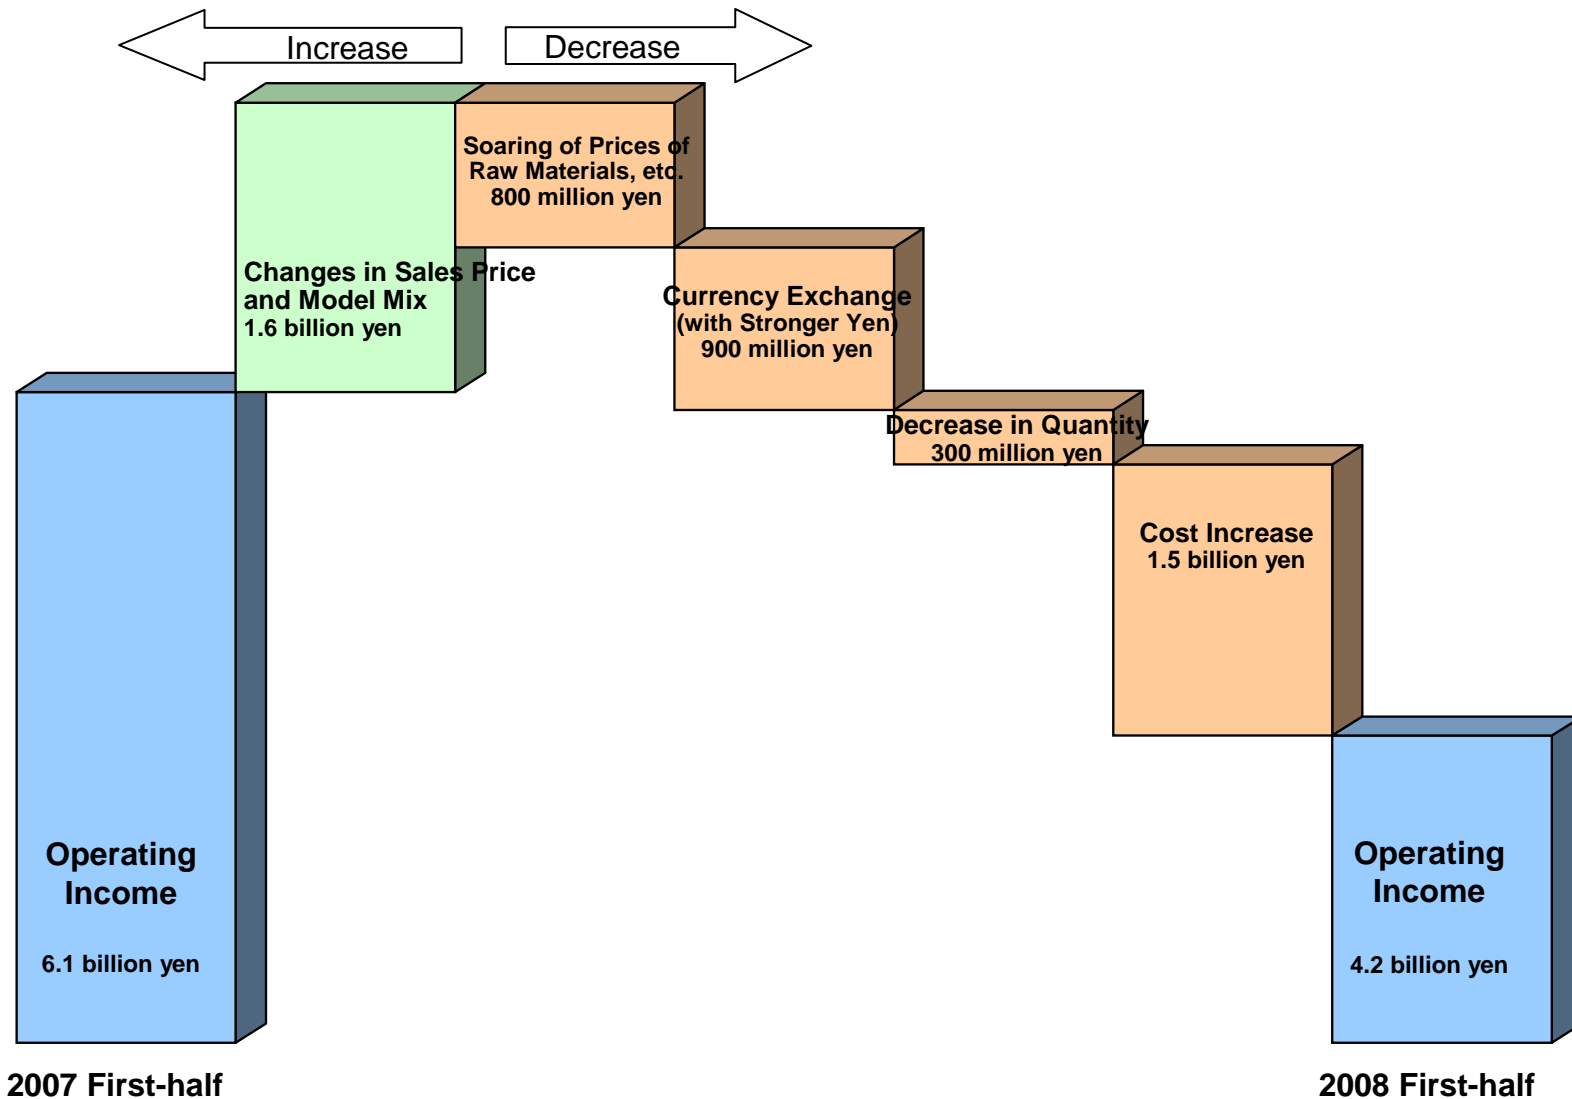 Increase
Decrease
Soaring of Prices of
Raw Materials, etc.
800 million yen
Changes in Sales Price
and Model Mix
1.6 billion yen
Currency Exchange
(with Stronger Yen)
900 million yen
Decrease in Quantity
300 million yen
Cost Increase
1.5 billion yen
Operating
Income
6.1 billion yen
Operating
Income
4.2 billion yen
2007 First-half
2008 First-half